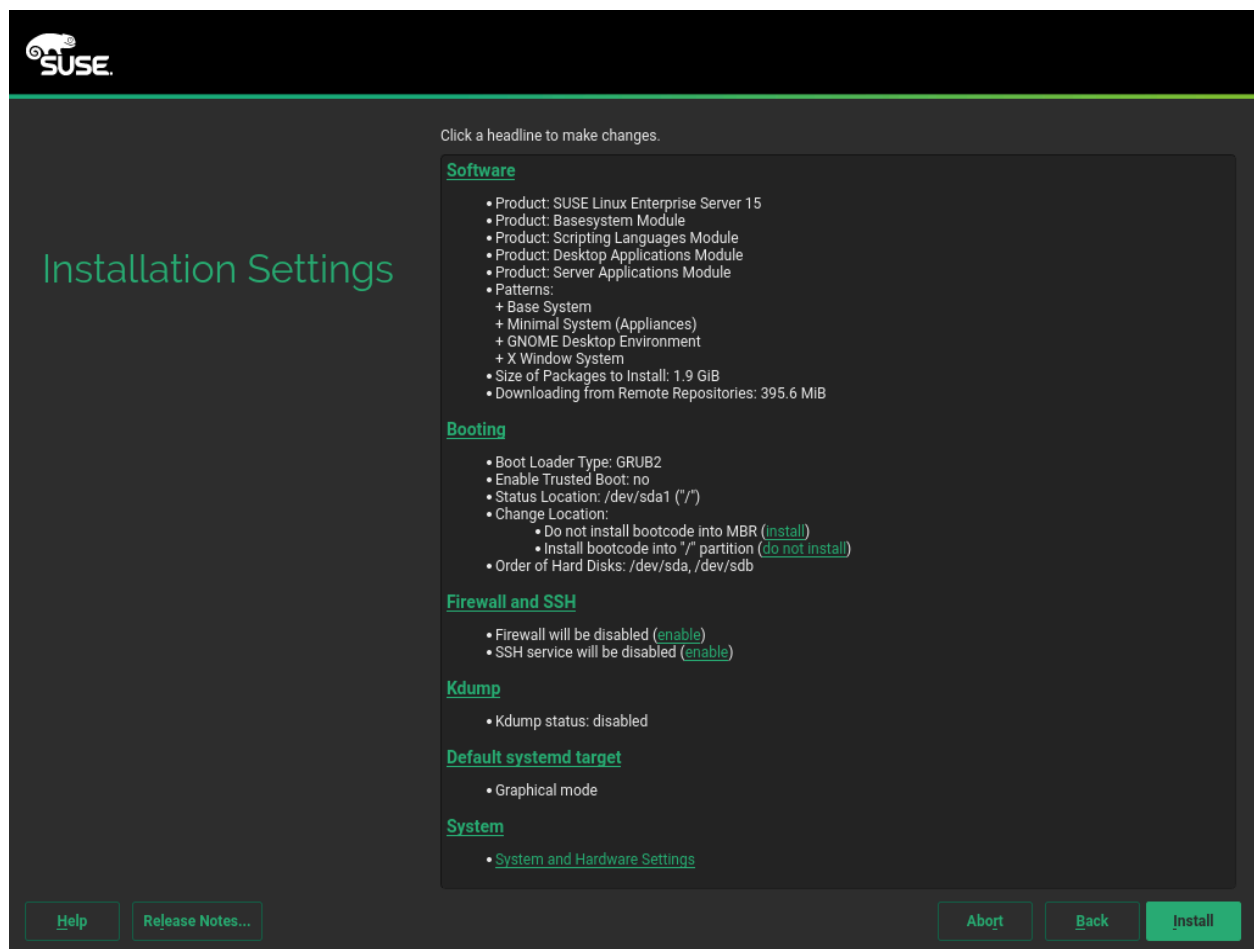 SUSE.
Click a headline to make changes.
Installation Settings
Software
• Product: SUSE Linux Enterprise Server 15
• Product: Basesystem Module
• Product: Scripting Languages Module
• Product: Desktop Applications Module
• Product: Server Applications Module
• Patterns:
+ Base System
+ Minimal System (Appliances)
+ GNOME Desktop Environment
+ X Window System
• Size of Packages to Install: 1.9 GiB
• Downloading from Remote Repositories: 395.6 MiB
Booting
• Boot Loader Type: GRUB2
• Enable Trusted Boot: no
• Status Location: /dev/sda1 ("/")
• Change Location:
• Do not install bootcode into MBR (install)
• Install bootcode into "/" partition (do not install)
• Order of Hard Disks: /dev/sda, /dev/sdb
Firewall and SSH
• Firewall will be disabled (enable)
• SSH service will be disabled (enable)
Kdump
• Kdump status: disabled
Default systemd target
• Graphical mode
System
• System and Hardware Settings
Help Release Notes... Abort Back Install